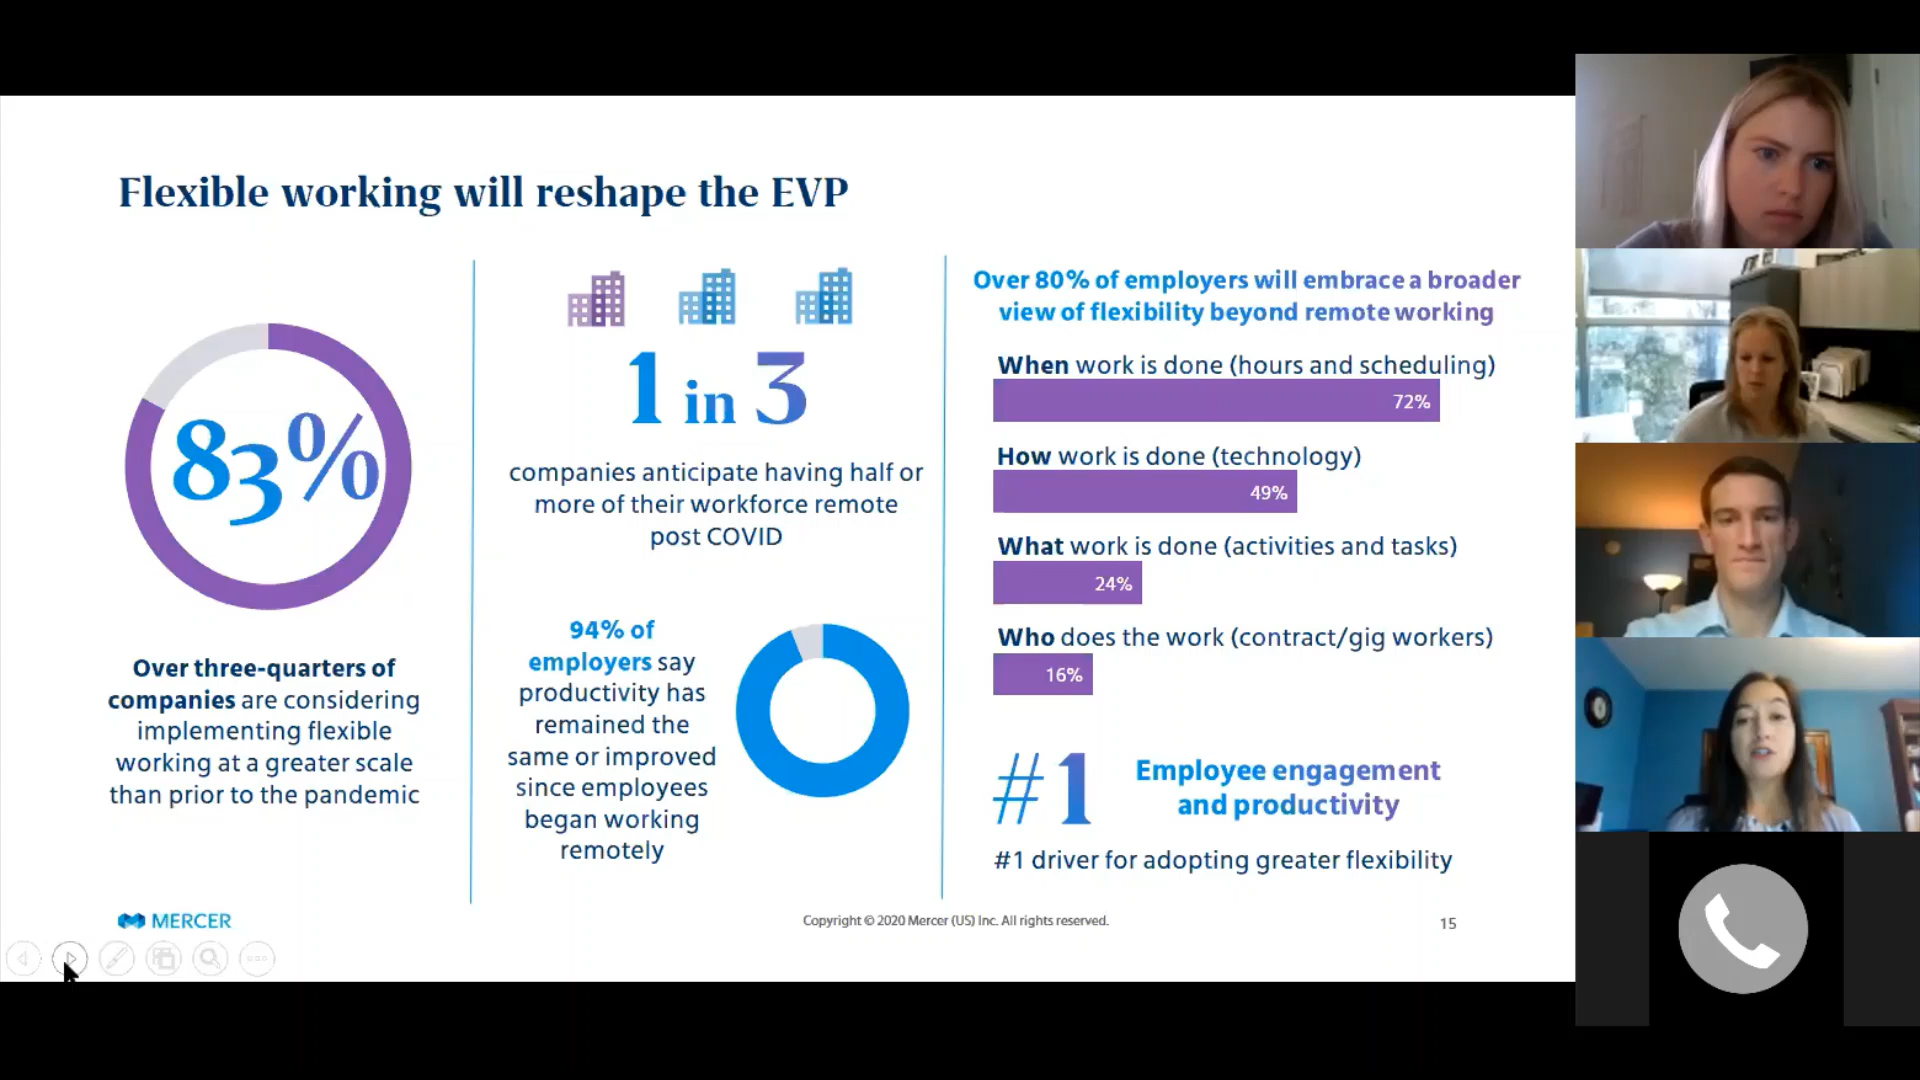 Flexible working will reshape the EVP
83%
Over three-quarters of
companies are considering
implementing flexible
working at a greater scale
than prior to the pandemic
1 in 3
companies anticipate having half or
more of their workforce remote
post COVID
94% of
employers say
productivity has
remained the
same or improved
since employees
began working
remotely
Over 80% of employers will embrace a broader
view of flexibility beyond remote working
When work is done (hours and scheduling)
72%
How work is done (technology)
49%
What work is done (activities and tasks)
24%
Who does the work (contract/gig workers)
16%
#1
Employee engagement
and productivity
#1 driver for adopting greater flexibility
MERCER
Copyright © 2020 Mercer (US) Inc. All rights reserved.
15